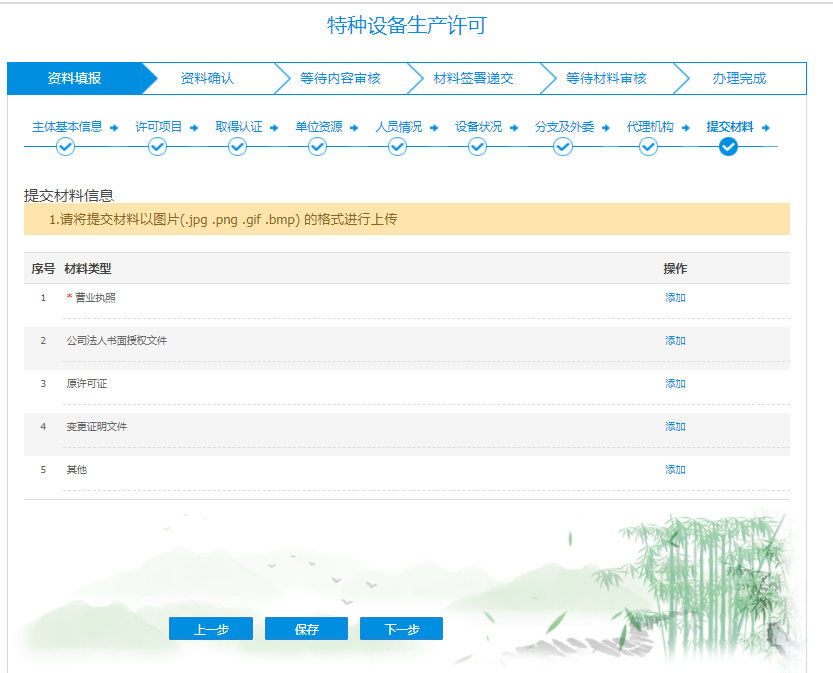 特种设备生产许可
资料填报 资料确认 等待内容审核 材料签署递交 等待材料审核 办理完成
主体基本信息 许可项目 取得认证 单位资源 人员情况 设备状况 分支及外委 代理机构 提交材料
提交材料信息
1.请将提交材料以图片(.jpg .png .gif .bmp) 的格式进行上传
序号 材料类型 操作
1 * 营业执照 添加
2 公司法人书面授权文件 添加
3 原许可证 添加
4 变更证明文件 添加
5 其他 添加
上一步 保存 下一步